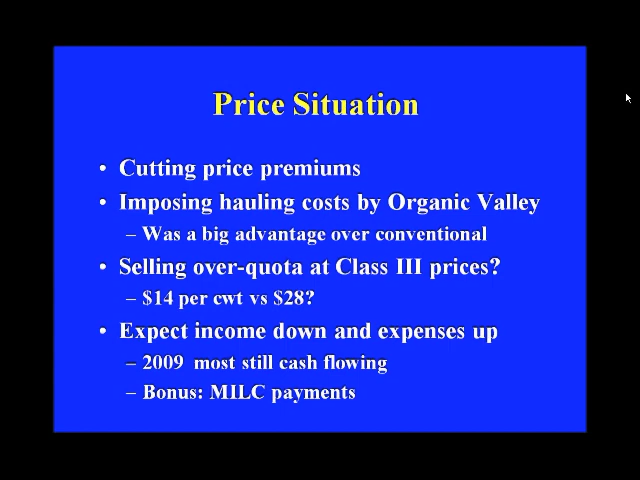 Price Situation
• Cutting price premiums
• Imposing hauling costs by Organic Valley
– Was a big advantage over conventional
• Selling over-quota at Class III prices?
– $14 per cwt vs $28?
• Expect income down and expenses up
– 2009 most still cash flowing
– Bonus: MILC payments